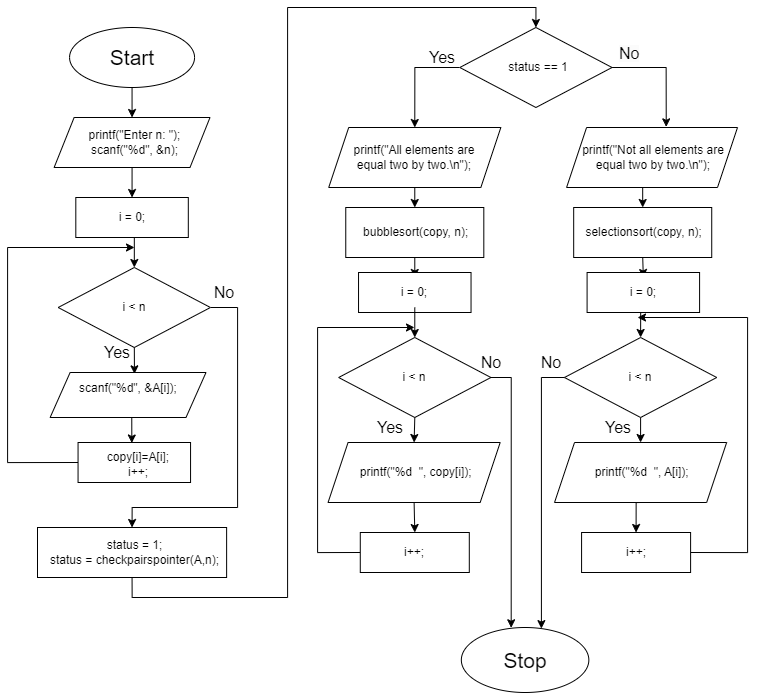 Start
printf("Enter n: ");
scanf("%d", &n);
i = 0;
i < n
No
Yes
scanf("%d", &A[i]);
copy[i]=A[i];
i++;
status = 1;
status = checkpairspointer(A,n);
status == 1
Yes
No
printf("All elements are
equal two by two.\n");
bubblesort(copy, n);
i = 0;
i < n
No
Yes
printf("%d  ", copy[i]);
i++;
printf("Not all elements are
equal two by two.\n");
selectionsort(copy, n);
i = 0;
i < n
No
Yes
printf("%d  ", A[i]);
i++;
Stop